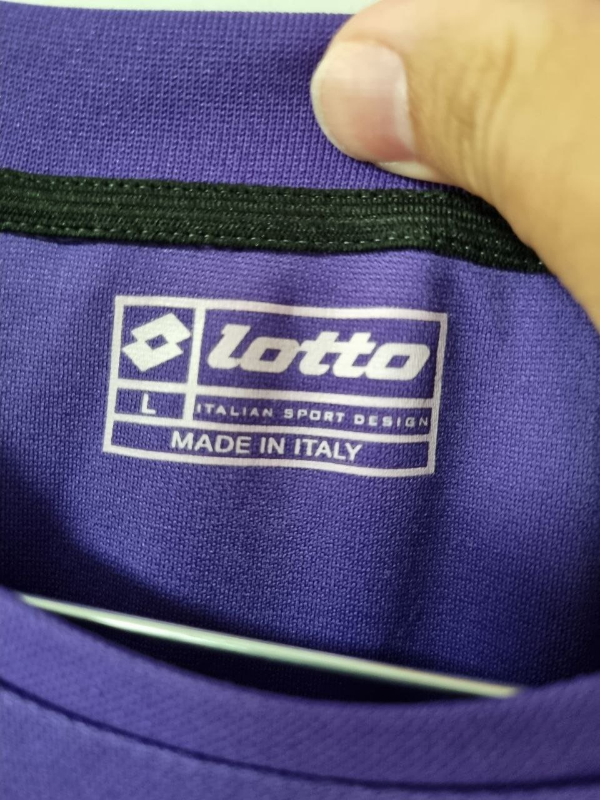 lotto
L
ITALIAN SPORT DESIGN
MADE IN ITALY